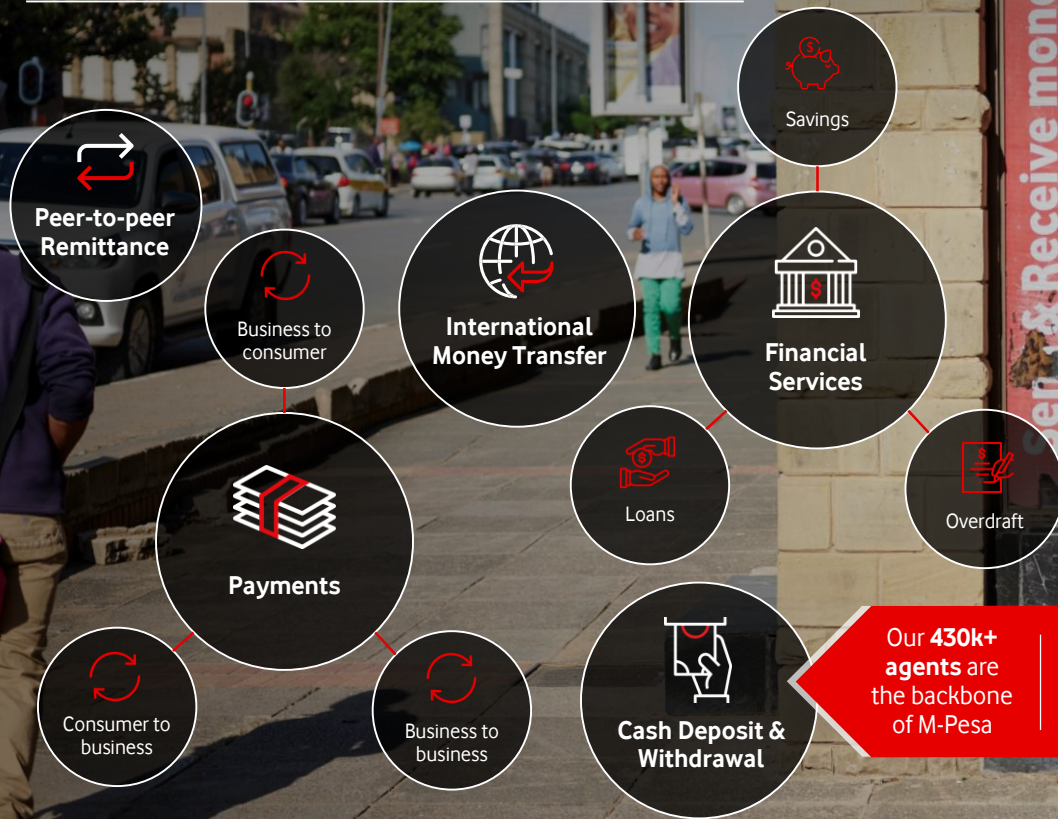 Savings
Peer-to-peer
Remittance
Business to
consumer
International
Money Transfer
Financial
Services
Loans
Overdraft
Payments
Consumer to
business
Business to
business
Cash Deposit &
Withdrawal
Our 430k+
agents are
the backbone
of M-Pesa
& Receive